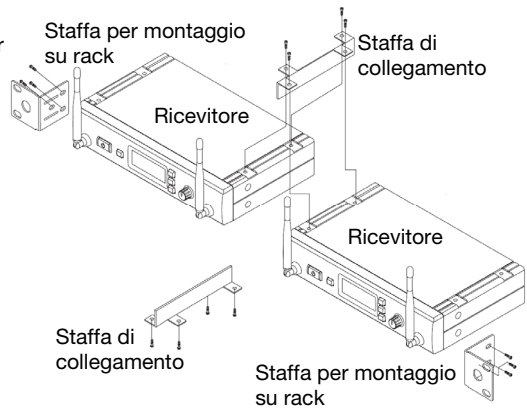 Staffa per montaggio
su rack
Staffa di
collegamento
Ricevitore
Ricevitore
Staffa di
collegamento
Staffa per montaggio
su rack